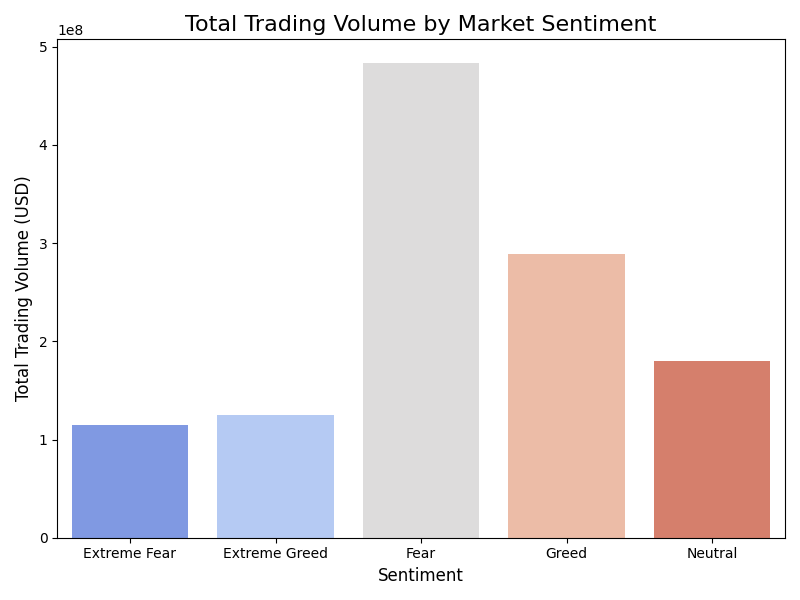 Total Trading Volume by Market Sentiment
1e8
5
4
3
2
1
0
Total Trading Volume (USD)
Extreme Fear Extreme Greed Fear Greed Neutral
Sentiment